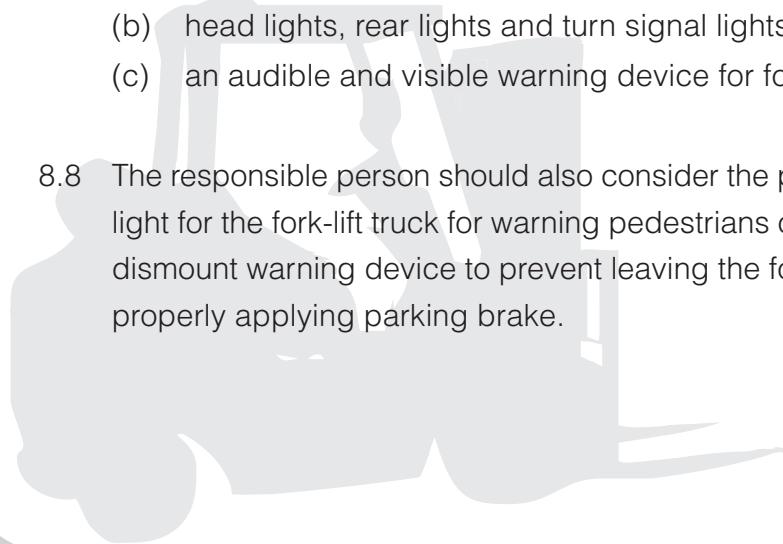 (b) head lights, rear lights and turn signal lights
(c) an audible and visible warning device for
8.8 The responsible person should also consider the
light for the fork-lift truck for warning pedestrians
dismount warning device to prevent leaving the
properly applying parking brake.